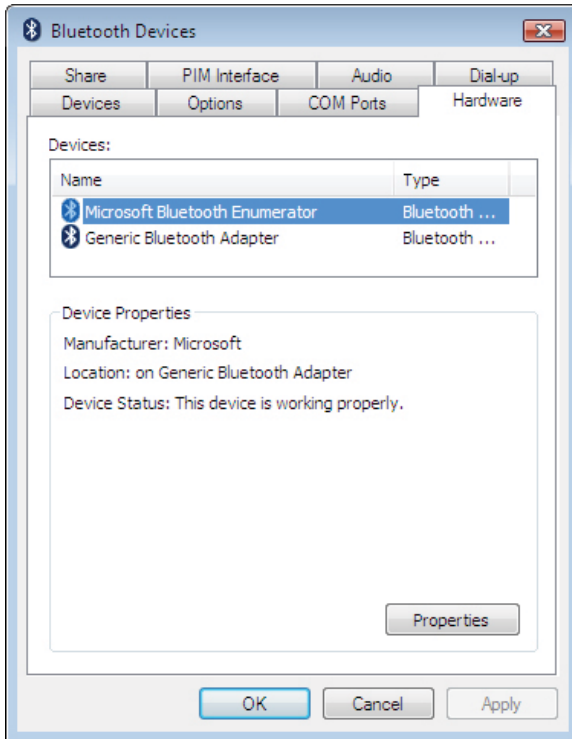 Bluetooth Devices
Share PIM Interface Audio Dial-up
Devices Options COM Ports Hardware
Devices:
Name Type
Microsoft Bluetooth Enumerator Bluetooth ...
Generic Bluetooth Adapter Bluetooth ...
Device Properties
Manufacturer: Microsoft
Location: on Generic Bluetooth Adapter
Device Status: This device is working properly.
Properties
OK Cancel Apply